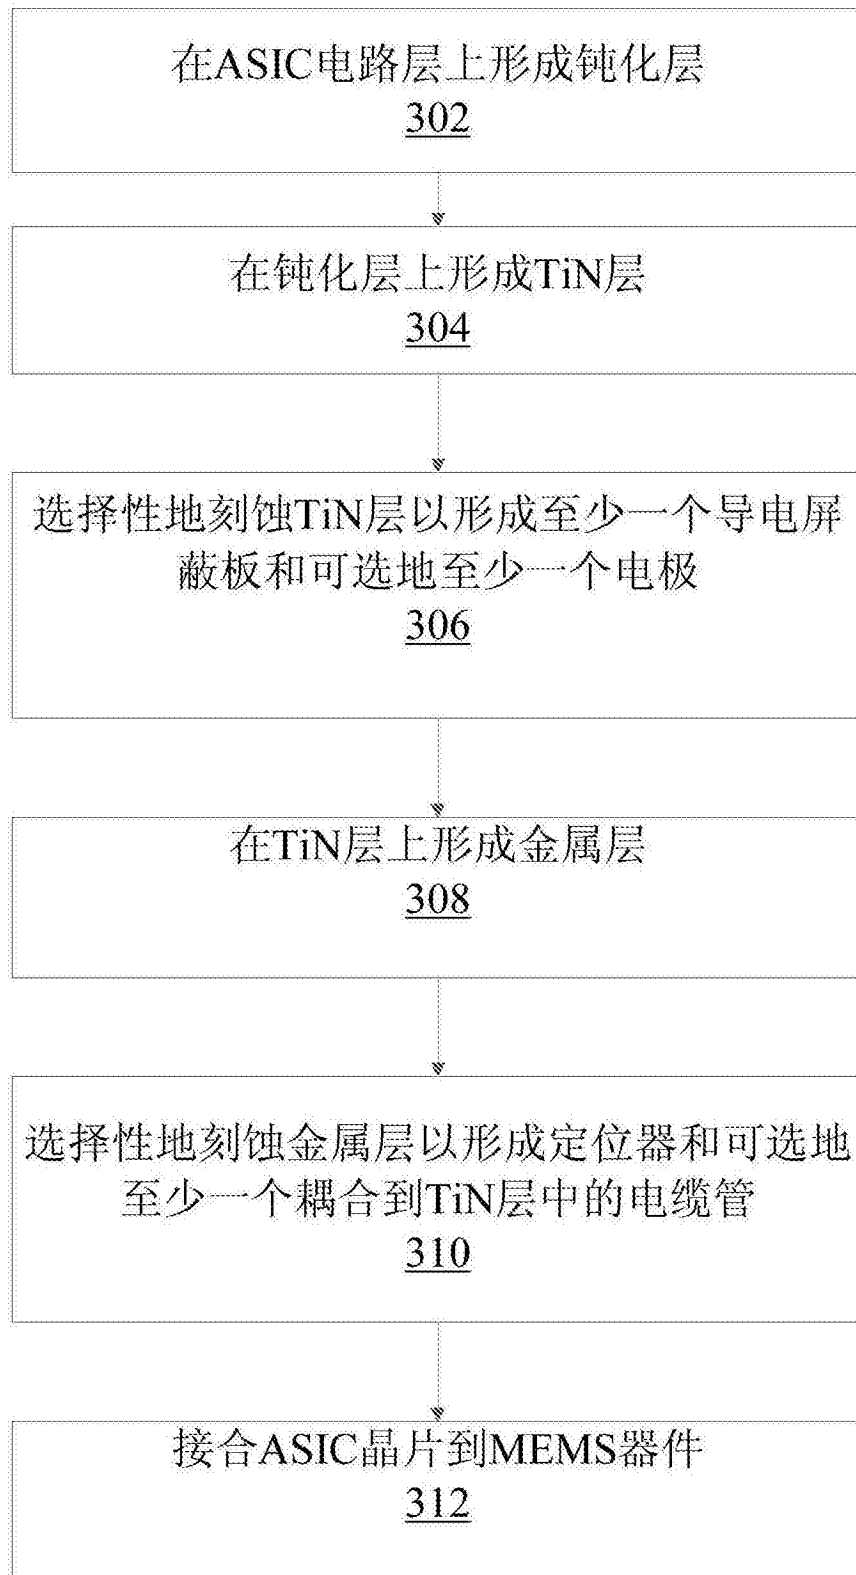 在ASIC电路层上形成钝化层
302
在钝化层上形成TiN层
304
选择性地刻蚀TiN层以形成至少一个导电屏
蔽板和可选地至少一个电极
306
在TiN层上形成金属层
308
选择性地刻蚀金属层以形成定位器和可选地
至少一个耦合到TiN层中的电缆管
310
接合ASIC晶片到MEMS器件
312